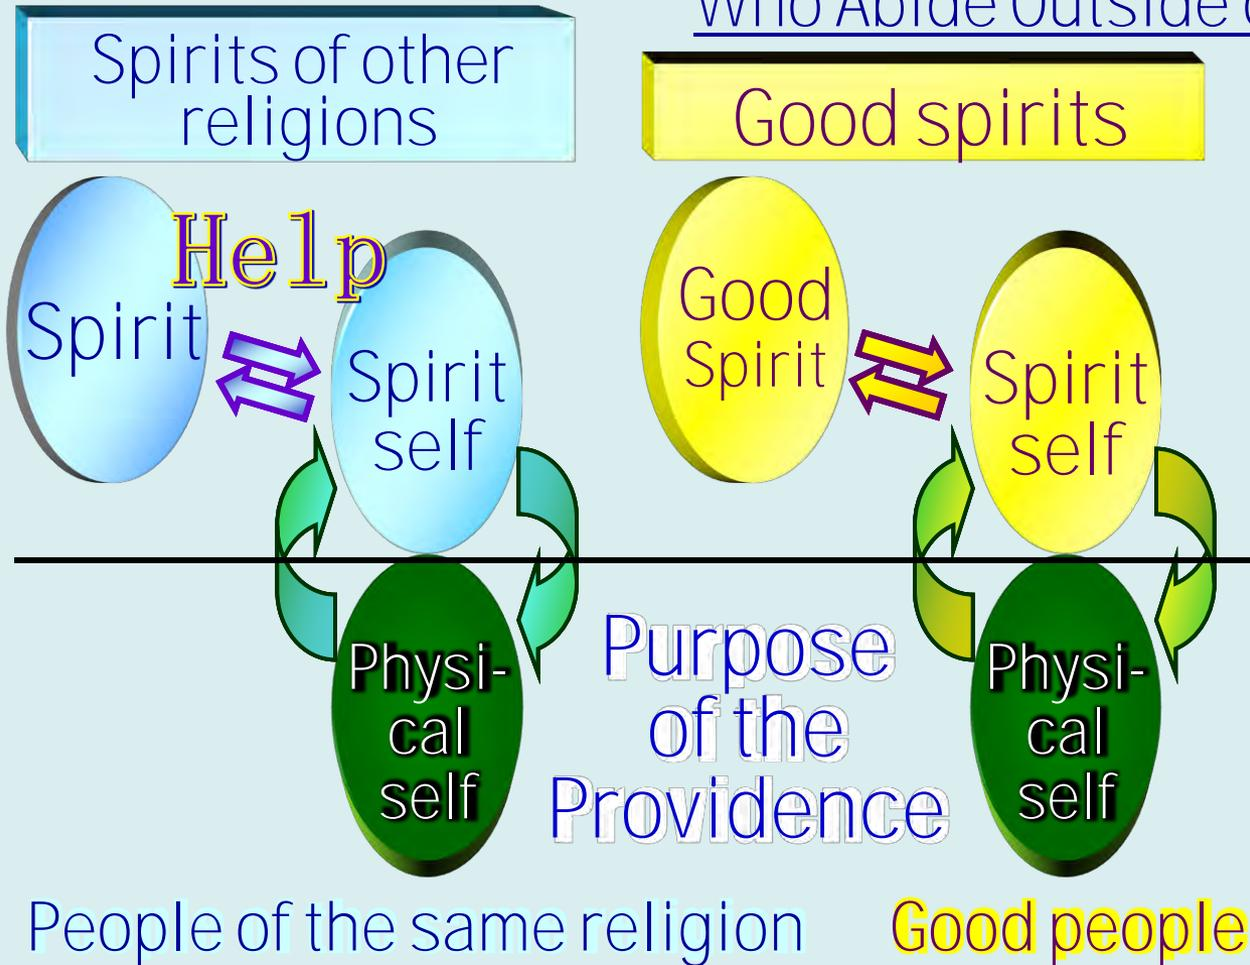 Who Abide Outside
Spirits of other
religions
Good spirits
Help
Spirit
Spirit
self
Good
Spirit
Spirit
self
Physi-
cal
self
Purpose
of the
Providence
Physi-
cal
self
People of the same religion
Good people